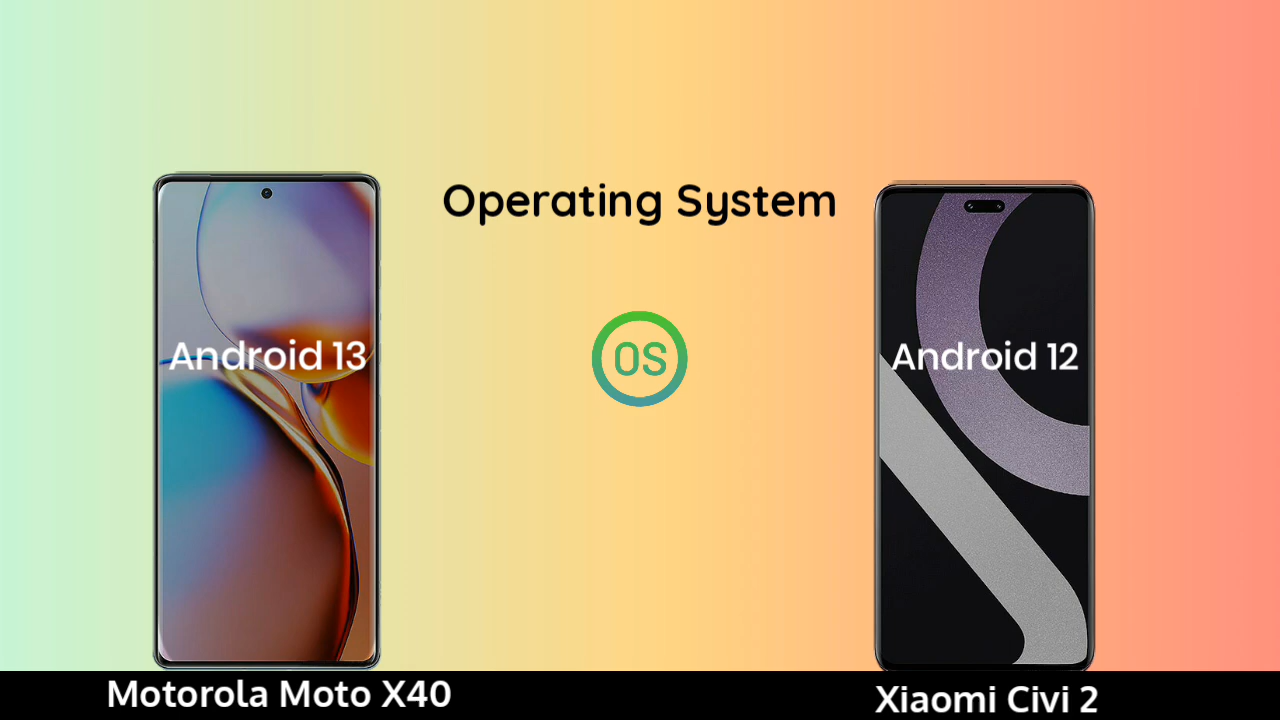 Operating System
Android 13
OS
Android 12
Motorola Moto X40
Xiaomi Civi 2